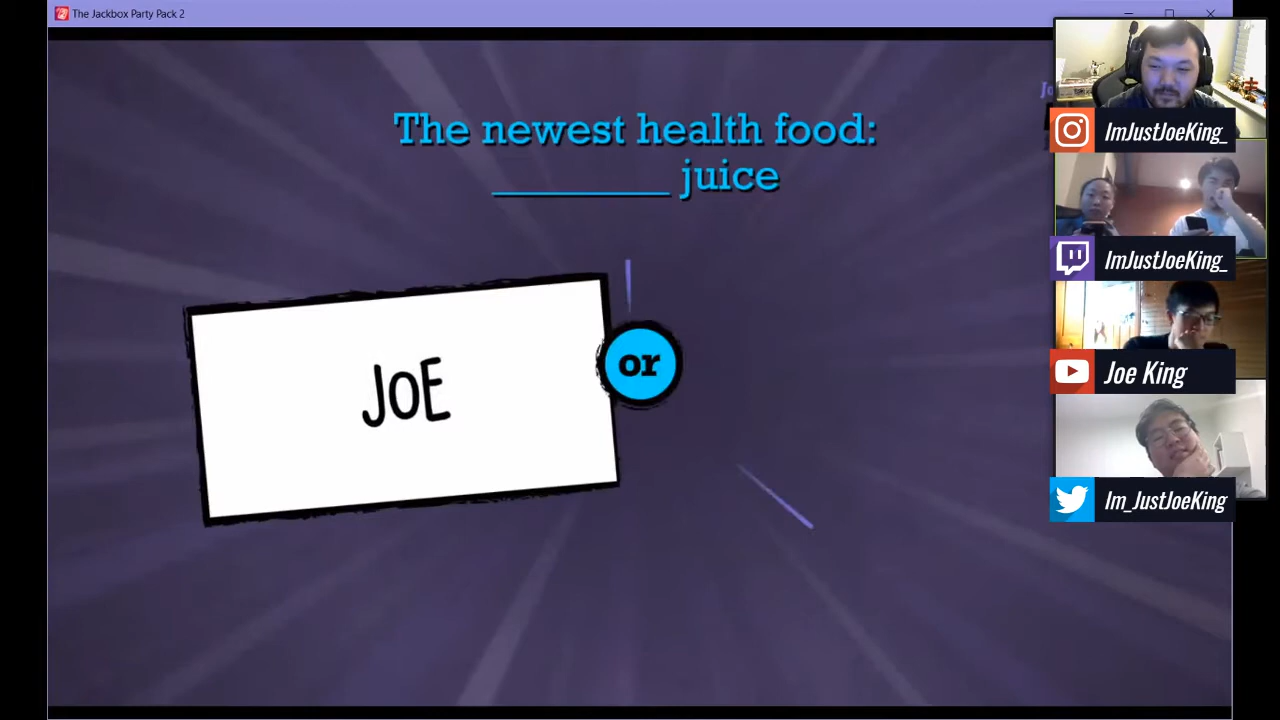 The Jackbox Party Pack 2
The newest health food:
________ juice
JOE
or
ImJustJoeKing_
ImJustJoeKing_
Joe King
Im_JustJoeKing